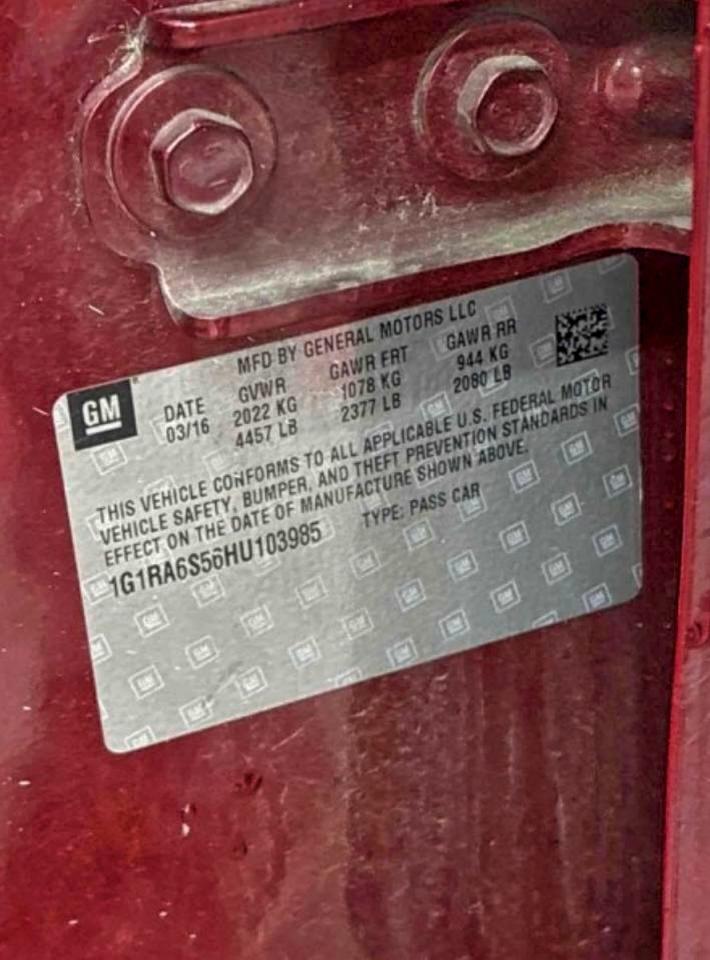 MFD BY GENERAL MOTORS LLC
GM
DATE GVWR GAWR FRT GAWR RR
03/16 2022 KG 1078 KG 944 KG
4457 LB 2377 LB 2080 LB
THIS VEHICLE CONFORMS TO ALL APPLICABLE U.S. FEDERAL MOTOR
VEHICLE SAFETY, BUMPER, AND THEFT PREVENTION STANDARDS IN
EFFECT ON THE DATE OF MANUFACTURE SHOWN ABOVE.
1G1RA6S56HU103985 TYPE: PASS CAR